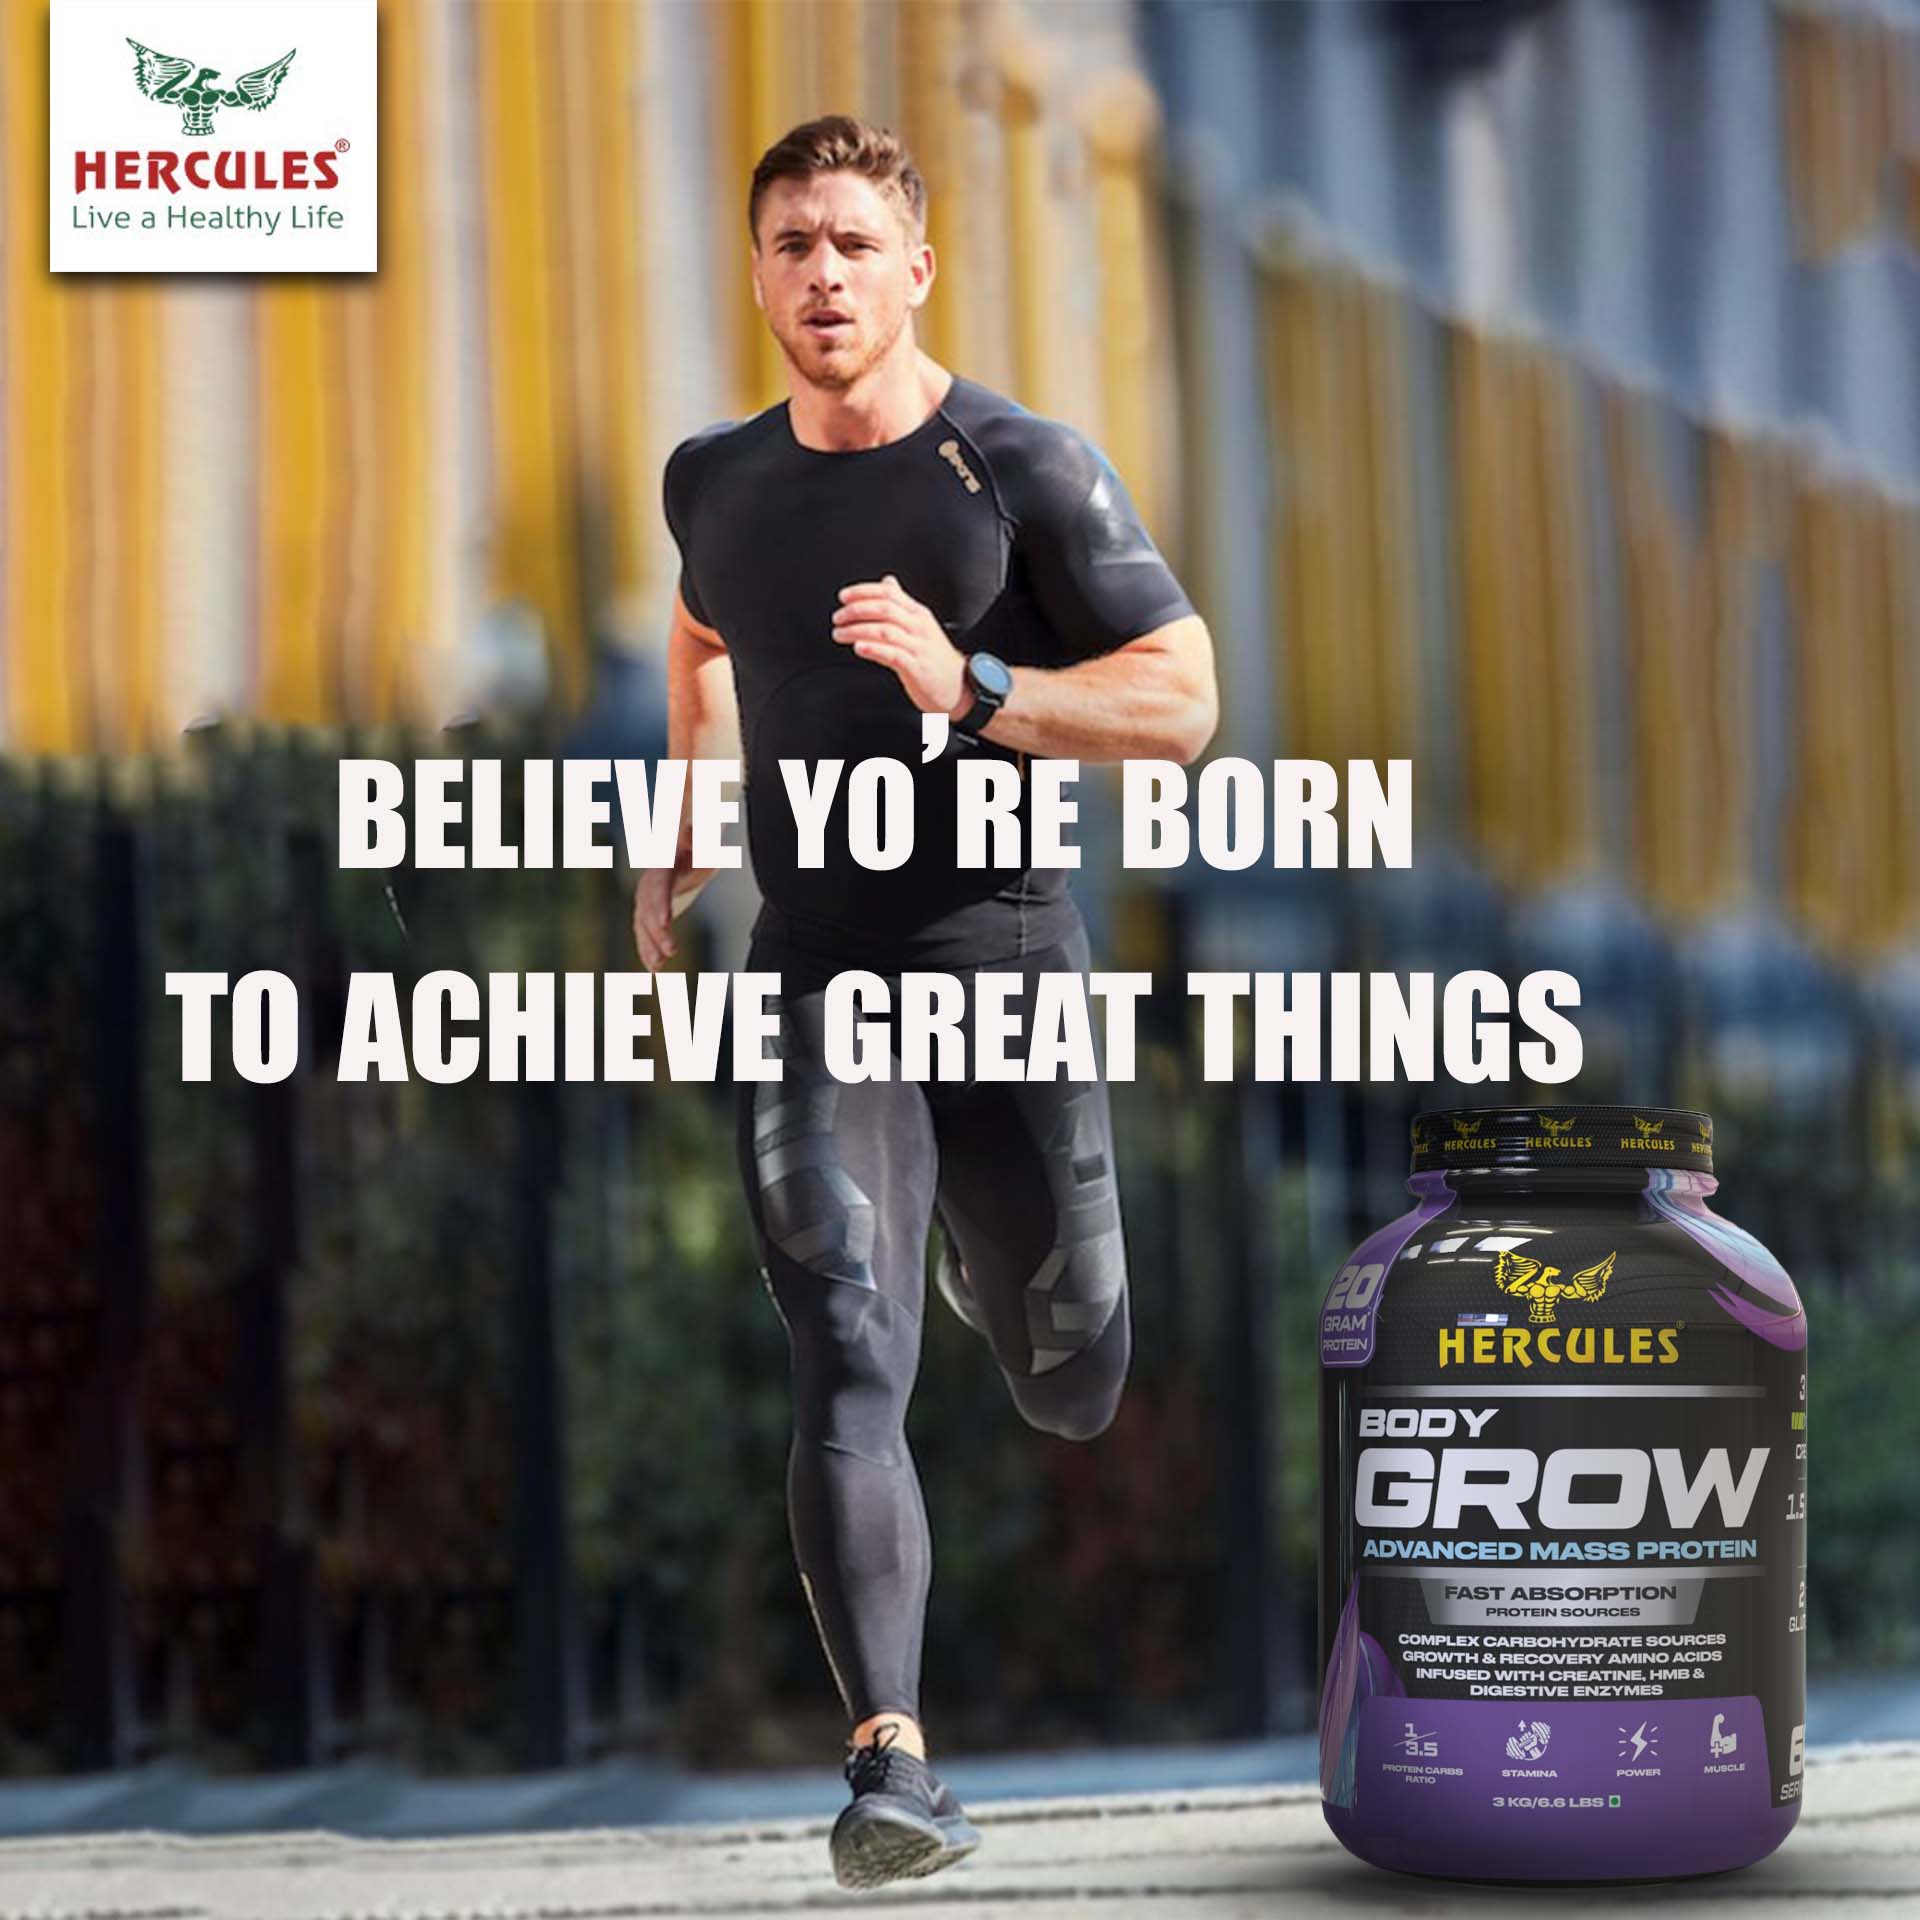 HERCULES®
Live a Healthy Life
BELIEVE YO'RE BORN
TO ACHIEVE GREAT THINGS
HERCULES HERCULES HERCULES
20
GRAM
PROTEIN
HERCULES
BODY
GROW
ADVANCED MASS PROTEIN
FAST ABSORPTION
PROTEIN SOURCES
COMPLEX CARBOHYDRATE SOURCES
GROWTH & RECOVERY AMINO ACIDS
INFUSED WITH CREATINE, HMB &
DIGESTIVE ENZYMES
1/3.5
PROTEIN CARBS
RATIO
STAMINA
POWER
MUSCLE
3 KG/6.6 LBS